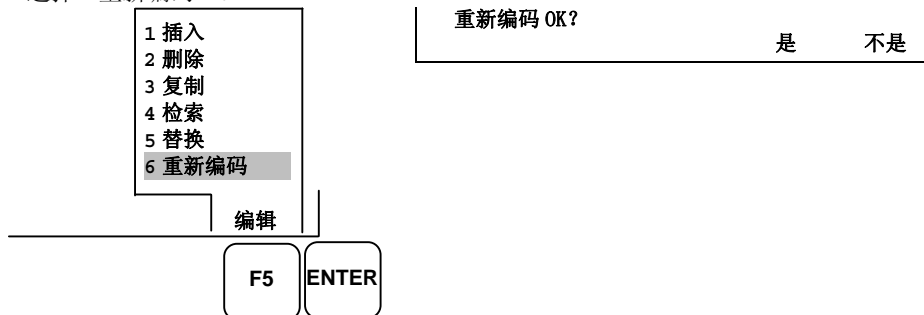 1 插入
2 删除
3 复制
4 检索
5 替换
6 重新编码
编辑
F5 ENTER
重新编码 OK?
是 不是